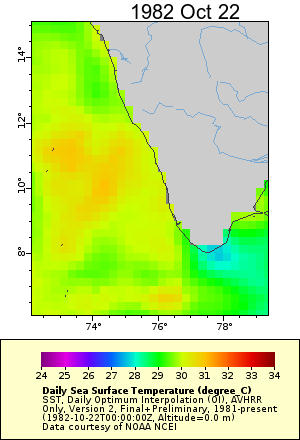 1982 Oct 22
14°
12°
10°
8°
74° 76° 78°
24 25 26 27 28 29 30 31 32 33 34
Daily Sea Surface Temperature (degree_C)
SST, Daily Optimum Interpolation (OI), AVHRR
Only, Version 2, Final+Preliminary, 1981-present
(1982-10-22T00:00:00Z, Altitude=0.0 m)
Data courtesy of NOAA NCEI